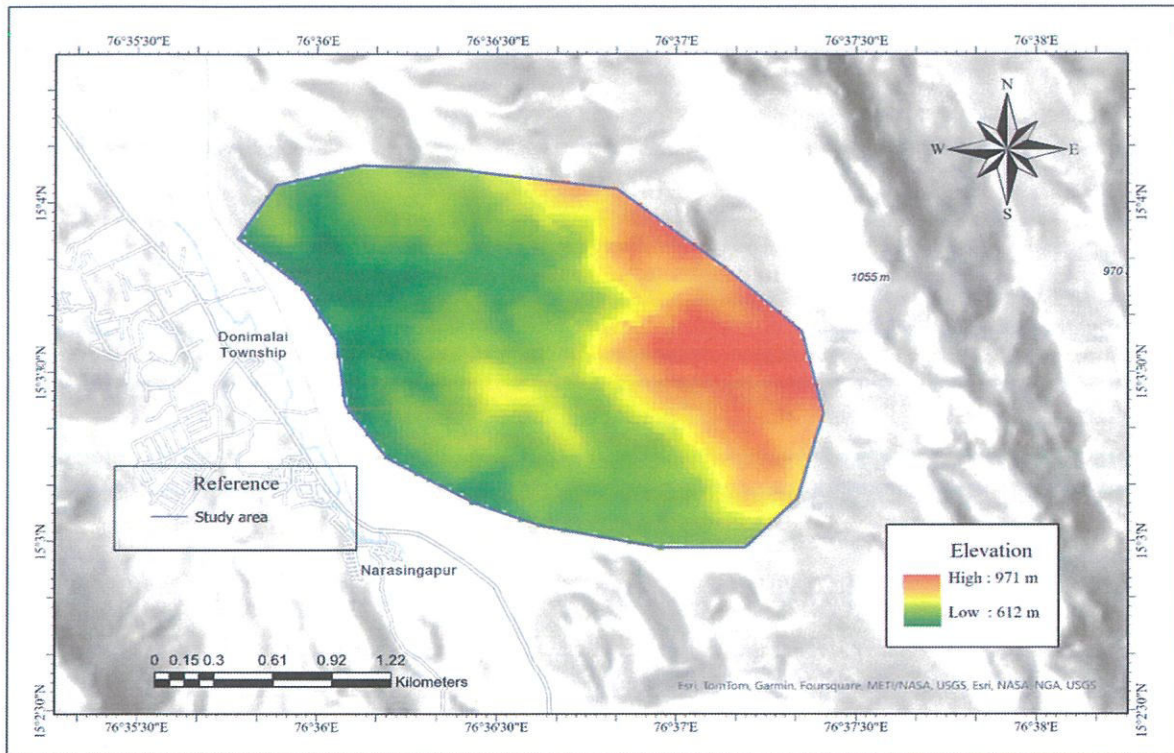 76°35'30"E 76°36'E 76°36'30"E 76°37'E 76°37'30"E 76°38'E
N
W E
S
15°4'N 15°4'N
1055 m 970
Donimalai
Township
15°3'30"N 15°3'30"N
Reference
Study area
15°3'N 15°3'N
Narasingapur
Elevation
High : 971 m
Low : 612 m
0 0.15 0.3 0.61 0.92 1.22
Kilometers
Esri, TomTom, Garmin, Foursquare, METI/NASA, USGS, Esri, NASA, NGA, USGS
15°2'30"N 15°2'30"N
76°35'30"E 76°36'E 76°36'30"E 76°37'E 76°37'30"E 76°38'E